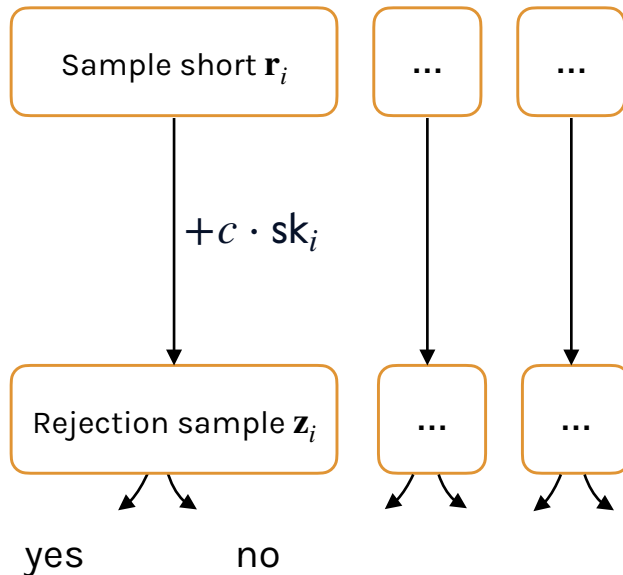 Sample short r_i ... ...
+c · sk_i
Rejection sample z_i ... ...
yes no